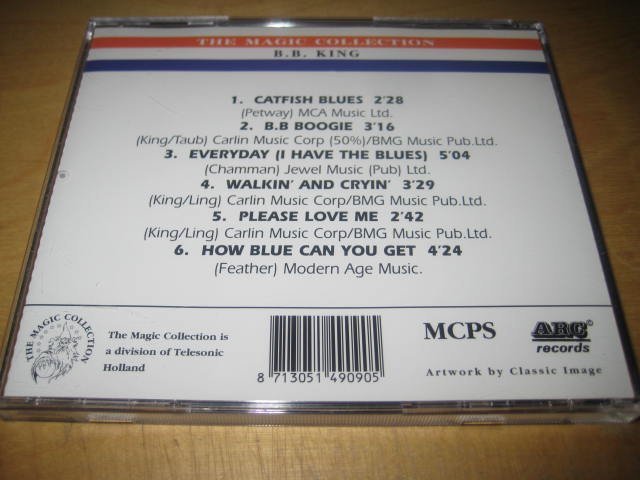 THE MAGIC COLLECTION
B.B. KING
1. CATFISH BLUES 2'28
(Petway) MCA Music Ltd.
2. B.B BOOGIE 3'16
(King/Taub) Carlin Music Corp (50%)/BMG Music Pub.Ltd.
3. EVERYDAY (I HAVE THE BLUES) 5'04
(Chamman) Jewel Music (Pub) Ltd.
4. WALKIN' AND CRYIN' 3'29
(King/Ling) Carlin Music Corp/BMG Music Pub.Ltd.
5. PLEASE LOVE ME 2'42
(King/Ling) Carlin Music Corp/BMG Music Pub.Ltd.
6. HOW BLUE CAN YOU GET 4'24
(Feather) Modern Age Music.
THE MAGIC COLLECTION
The Magic Collection is
a division of Telesonic
Holland
8 713051 490905
MCPS
ARC®
records
Artwork by Classic Image